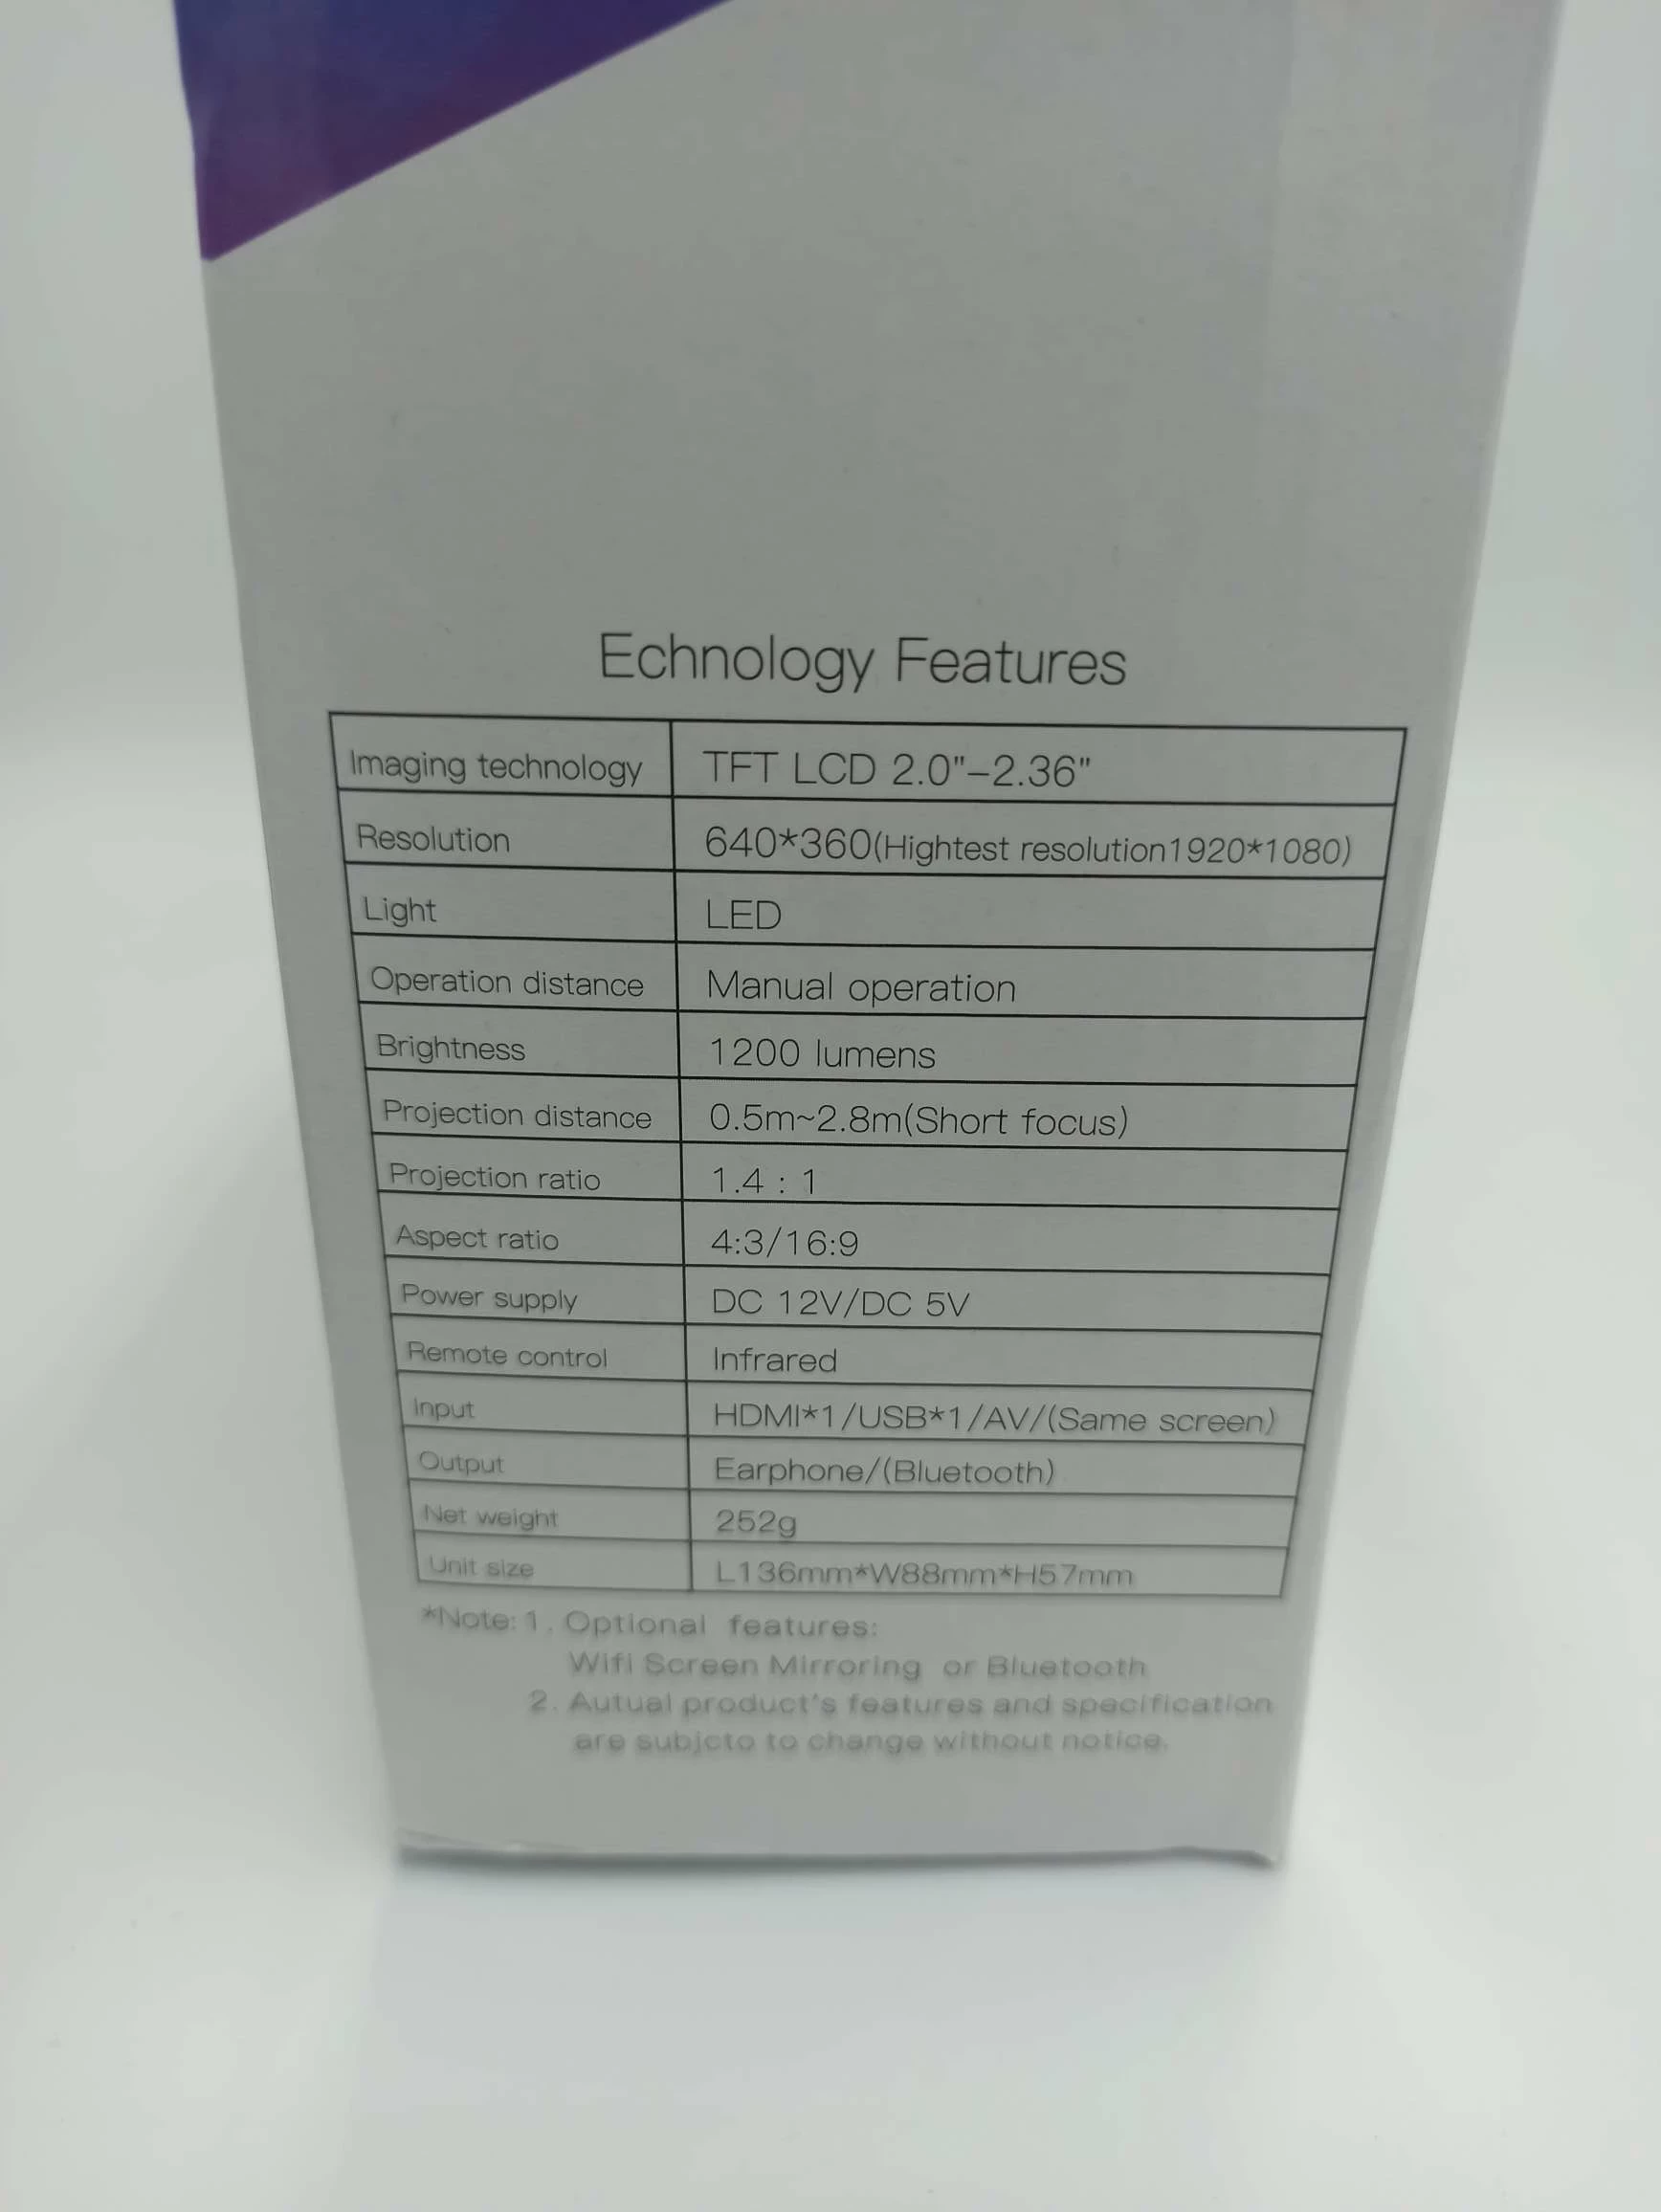 Echnology Features
Imaging technology TFT LCD 2.0"-2.36"
Resolution 640*360(Hightest resolution1920*1080)
Light LED
Operation distance Manual operation
Brightness 1200 lumens
Projection distance 0.5m~2.8m(Short focus)
Projection ratio 1.4 : 1
Aspect ratio 4:3/16:9
Power supply DC 12V/DC 5V
Remote control Infrared
Input HDMI*1/USB*1/AV/(Same screen)
Output Earphone/(Bluetooth)
Net weight 252g
Unit size L136mm*W88mm*H57mm
*Note: 1. Optional features:
Wifi Screen Mirroring or Bluetooth
2. Autual product's features and specification
are subjcto to change without notice.